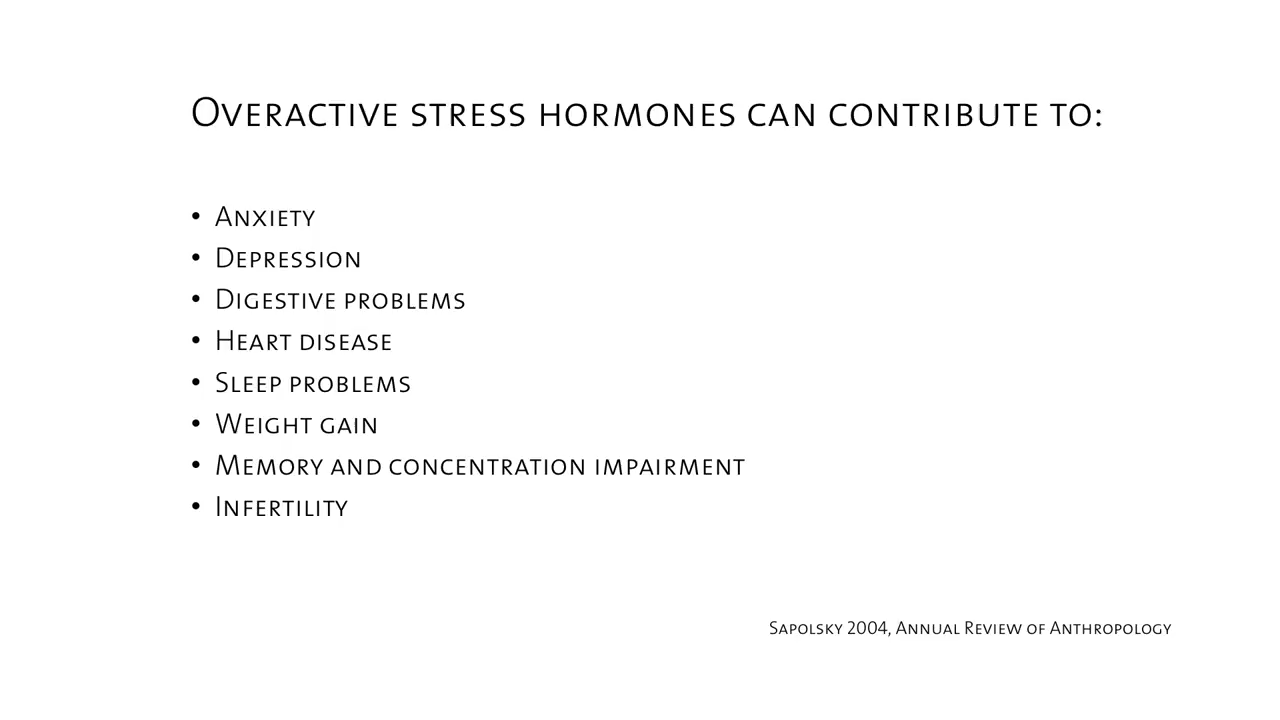 Overactive stress hormones can contribute to:
• Anxiety
• Depression
• Digestive problems
• Heart disease
• Sleep problems
• Weight gain
• Memory and concentration impairment
• Infertility
Sapolsky 2004, Annual Review of Anthropology